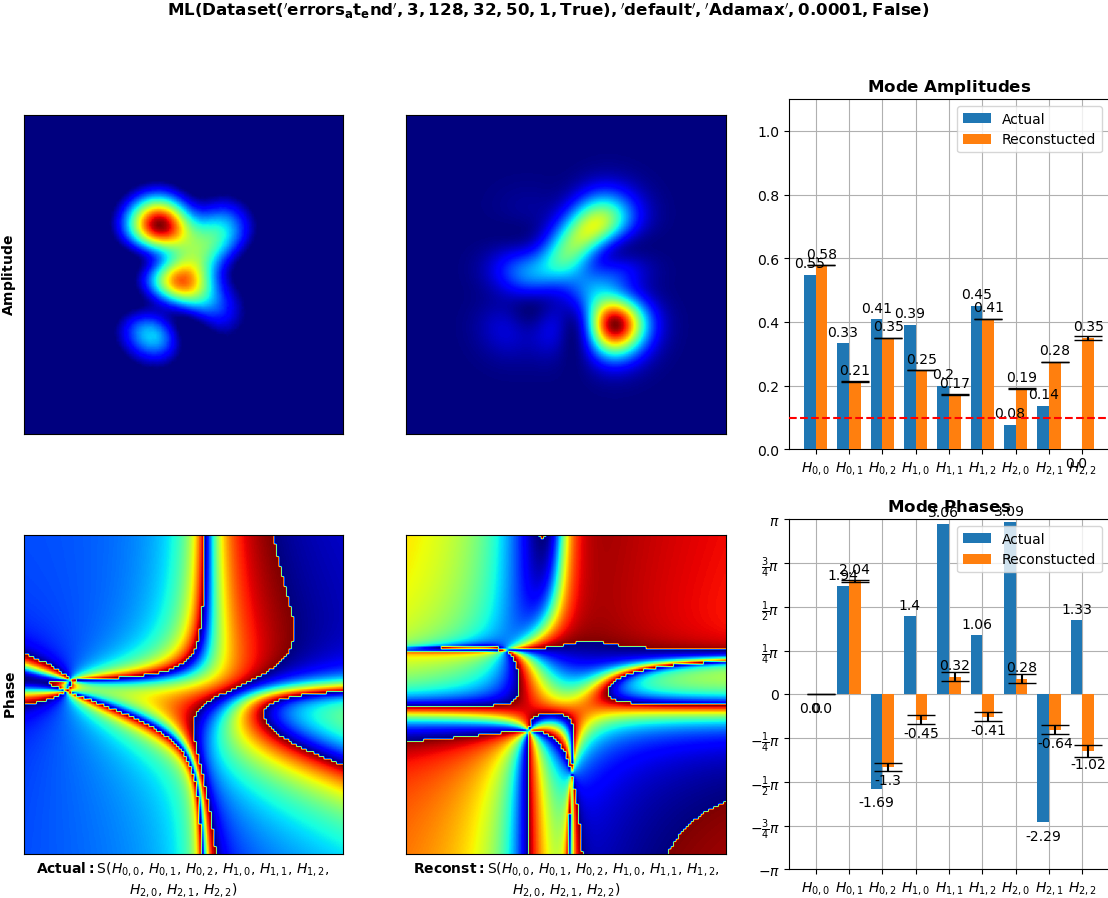 ML(Dataset('errorsₐtₑnd', 3, 128, 32, 50, 1, True), 'default', 'Adamax', 0.0001, False)
Amplitude
Mode Amplitudes
Actual
Reconstucted
1.0
0.8
0.6
0.4
0.2
0.0
0.55
0.58
0.33
0.21
0.41
0.35
0.39
0.25
0.2
0.17
0.45
0.41
0.08
0.19
0.14
0.28
0.0
0.35
H0,0 H0,1 H0,2 H1,0 H1,1 H1,2 H2,0 H2,1 H2,2
Phase
Mode Phases
Actual
Reconstucted
π
3/4π
1/2π
1/4π
0
−1/4π
−1/2π
−3/4π
−π
0.0
0.0
1.94
2.04
-1.69
-1.3
1.4
-0.45
3.06
0.32
1.06
-0.41
3.09
0.28
-2.29
-0.64
1.33
-1.02
H0,0 H0,1 H0,2 H1,0 H1,1 H1,2 H2,0 H2,1 H2,2
Actual: S(H0,0, H0,1, H0,2, H1,0, H1,1, H1,2,
H2,0, H2,1, H2,2)
Reconst: S(H0,0, H0,1, H0,2, H1,0, H1,1, H1,2,
H2,0, H2,1, H2,2)